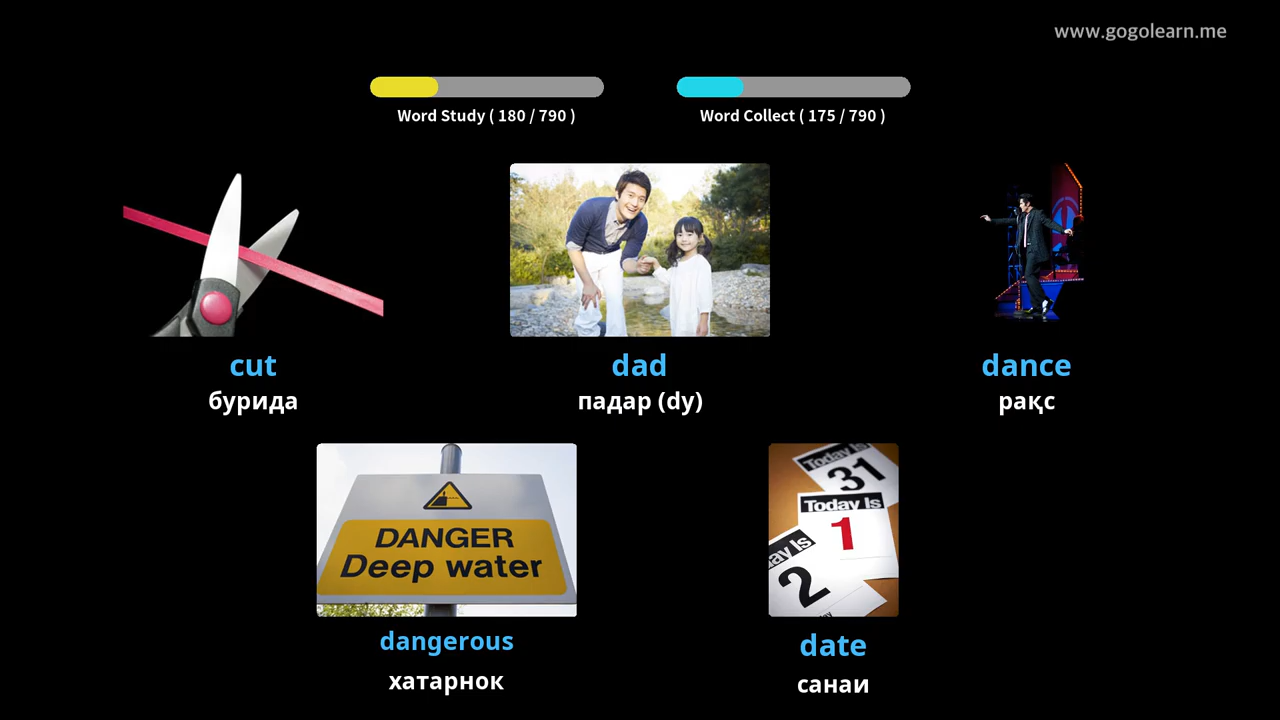 www.gogolearn.me
Word Study ( 180 / 790 )
Word Collect ( 175 / 790 )
cut
бурида
dad
падар (dy)
dance
рақс
DANGER
Deep water
dangerous
хатарнок
Today Is
31
Today Is
1
ay Is
2
date
санаи